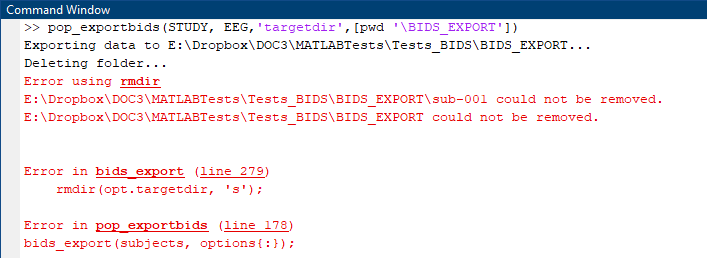 Command Window
>> pop_exportbids(STUDY, EEG,'targetdir',[pwd '\BIDS_EXPORT'])
Exporting data to E:\Dropbox\DOC3\MATLABTests\Tests_BIDS\BIDS_EXPORT...
Deleting folder...
Error using rmdir
E:\Dropbox\DOC3\MATLABTests\Tests_BIDS\BIDS_EXPORT\sub-001 could not be removed.
E:\Dropbox\DOC3\MATLABTests\Tests_BIDS\BIDS_EXPORT could not be removed.
Error in bids_export (line 279)
rmdir(opt.targetdir, 's');
Error in pop_exportbids (line 178)
bids_export(subjects, options{:});